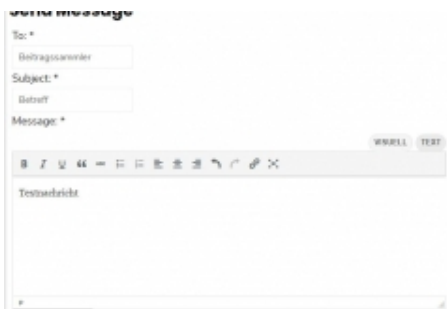 Send Message
To: *
Beitragssammler
Subject: *
Betreff
Message: *
VISUELL TEXT
B I U
Testnachricht
P